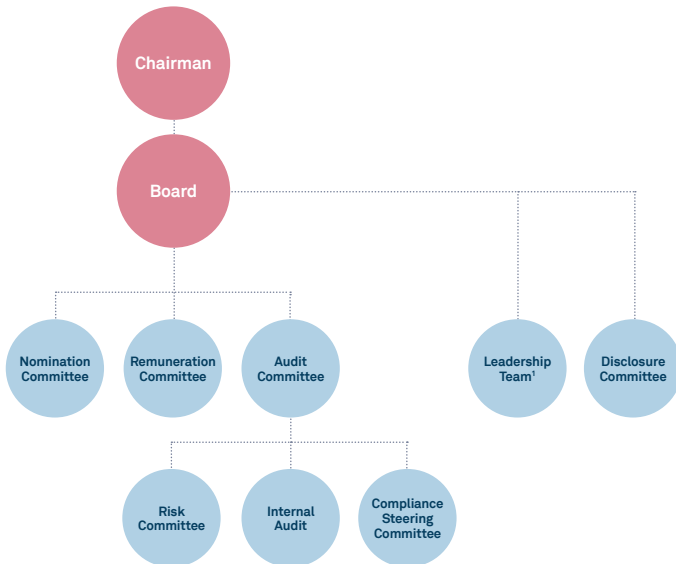 Chairman
Board
Nomination
Committee
Remuneration
Committee
Audit
Committee
Leadership
Team¹
Disclosure
Committee
Risk
Committee
Internal
Audit
Compliance
Steering
Committee